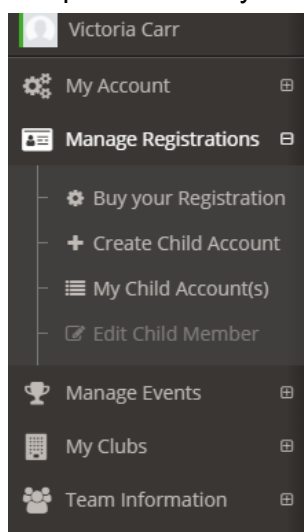 Victoria Carr
My Account
Manage Registrations
Buy your Registration
Create Child Account
My Child Account(s)
Edit Child Member
Manage Events
My Clubs
Team Information